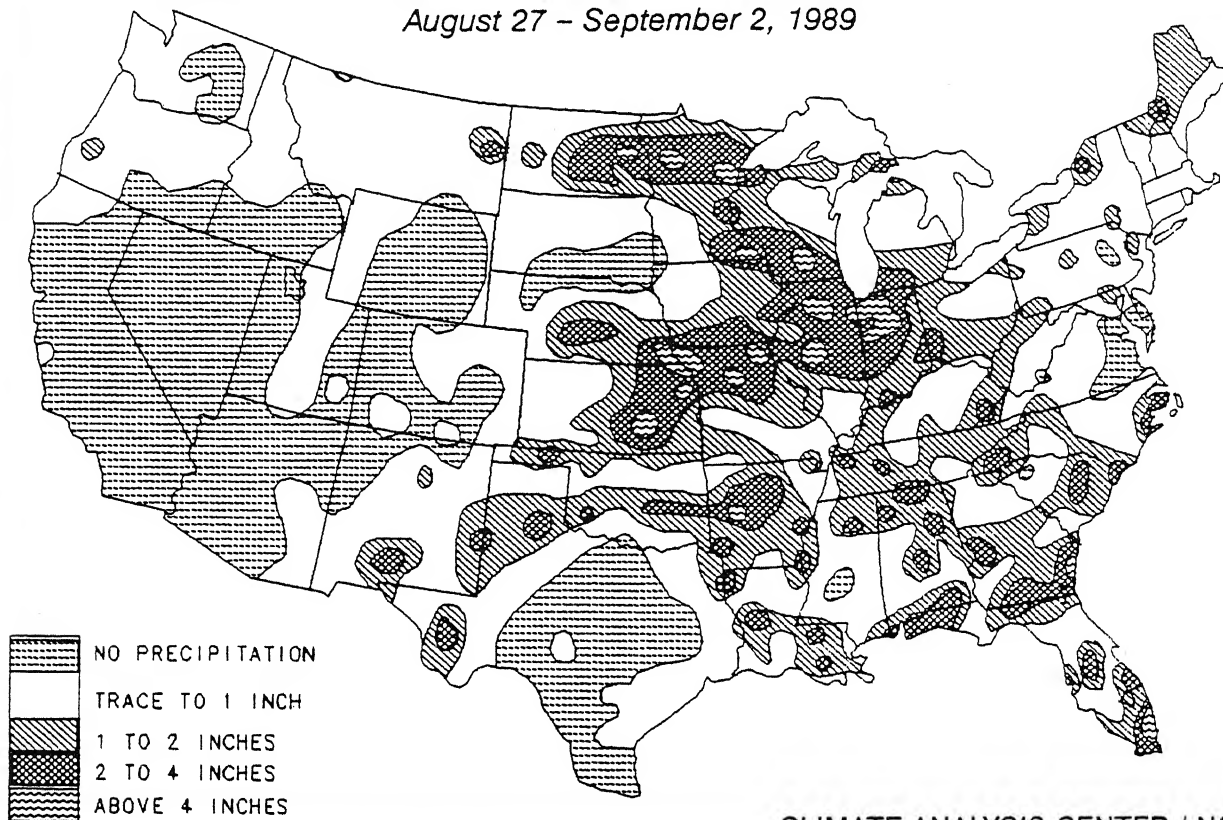 August 27 – September 2, 1989
NO PRECIPITATION
TRACE TO 1 INCH
1 TO 2 INCHES
2 TO 4 INCHES
ABOVE 4 INCHES